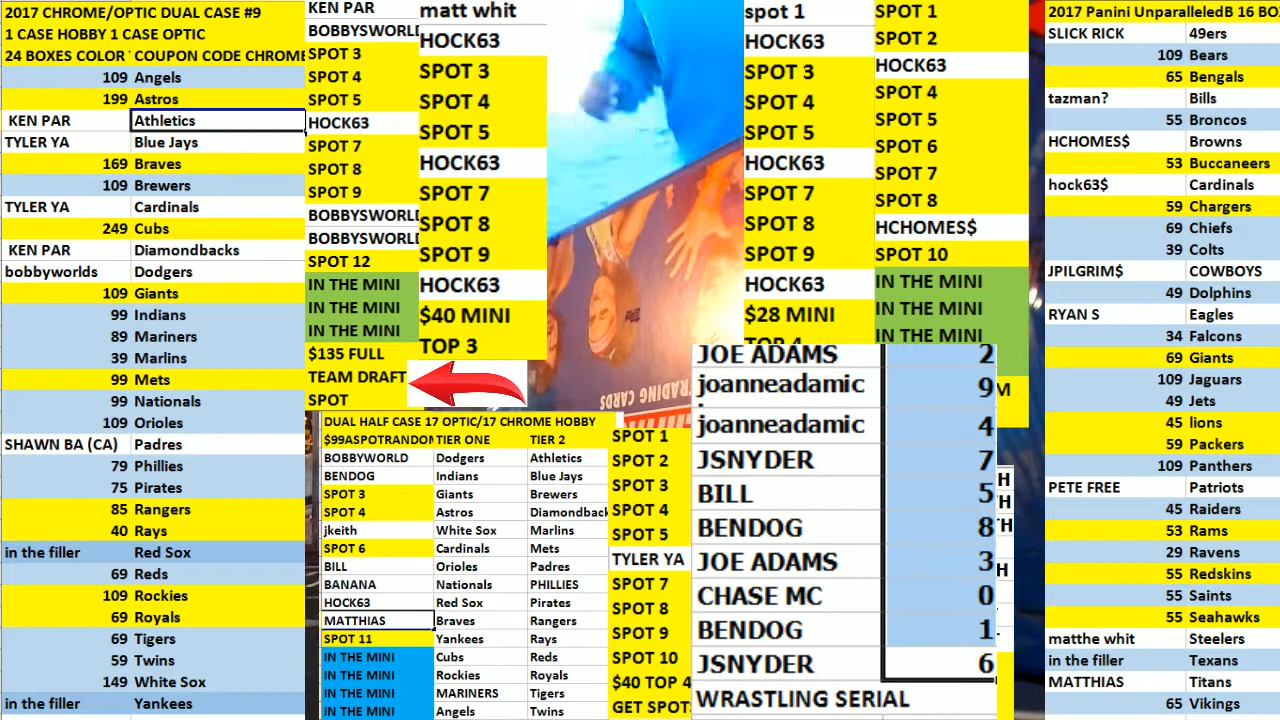 2017 CHROME/OPTIC DUAL CASE #9
1 CASE HOBBY 1 CASE OPTIC
24 BOXES COLOR COUPON CODE CHROME
109 Angels
199 Astros
KEN PAR Athletics
TYLER YA Blue Jays
169 Braves
109 Brewers
TYLER YA Cardinals
249 Cubs
KEN PAR Diamondbacks
bobbyworlds Dodgers
109 Giants
99 Indians
89 Mariners
39 Marlins
99 Mets
99 Nationals
109 Orioles
SHAWN BA (CA) Padres
79 Phillies
75 Pirates
85 Rangers
40 Rays
in the filler Red Sox
69 Reds
109 Rockies
69 Royals
69 Tigers
59 Twins
149 White Sox
in the filler Yankees
KEN PAR
BOBBYSWORLD
SPOT 3
SPOT 4
SPOT 5
HOCK63
SPOT 7
SPOT 8
SPOT 9
BOBBYSWORLD
BOBBYSWORLD
SPOT 12
IN THE MINI
IN THE MINI
IN THE MINI
$135 FULL
TEAM DRAFT
SPOT
matt whit
HOCK63
SPOT 3
SPOT 4
SPOT 5
HOCK63
SPOT 7
SPOT 8
SPOT 9
HOCK63
$40 MINI
TOP 3
TRADING CARDS
spot 1
HOCK63
SPOT 3
SPOT 4
SPOT 5
HOCK63
SPOT 7
SPOT 8
SPOT 9
HOCK63
$28 MINI
SPOT 1
SPOT 2
HOCK63
SPOT 4
SPOT 5
SPOT 6
SPOT 7
SPOT 8
HCHOMES$
SPOT 10
IN THE MINI
IN THE MINI
IN THE MINI
M
DUAL HALF CASE 17 OPTIC/17 CHROME HOBBY
$99ASPOTRANDOM TIER ONE TIER 2
BOBBYWORLD Dodgers Athletics
BENDOG Indians Blue Jays
SPOT 3 Giants Brewers
SPOT 4 Astros Diamondback
jkeith White Sox Marlins
SPOT 6 Cardinals Mets
BILL Orioles Padres
BANANA Nationals PHILLIES
HOCK63 Red Sox Pirates
MATTHIAS Braves Rangers
SPOT 11 Yankees Rays
IN THE MINI Cubs Reds
IN THE MINI Rockies Royals
IN THE MINI MARINERS Tigers
IN THE MINI Angels Twins
SPOT 1
SPOT 2
SPOT 3
SPOT 4
SPOT 5
TYLER YA
SPOT 7
SPOT 8
SPOT 9
SPOT 10
$40 TOP 4
GET SPOT
JOE ADAMS 2
joanneadamic 9
joanneadamic 4
JSNYDER 7
BILL 5
BENDOG 8
JOE ADAMS 3
CHASE MC 0
BENDOG 1
JSNYDER 6
WRASTLING SERIAL
H
H
TH
H
2017 Panini UnparalleledB 16 BO
SLICK RICK 49ers
109 Bears
65 Bengals
tazman? Bills
55 Broncos
HCHOMES$ Browns
53 Buccaneers
hock63$ Cardinals
59 Chargers
69 Chiefs
39 Colts
JPILGRIM$ COWBOYS
49 Dolphins
RYAN S Eagles
34 Falcons
69 Giants
109 Jaguars
49 Jets
45 lions
59 Packers
109 Panthers
PETE FREE Patriots
45 Raiders
53 Rams
29 Ravens
55 Redskins
55 Saints
55 Seahawks
matthe whit Steelers
in the filler Texans
MATTHIAS Titans
65 Vikings